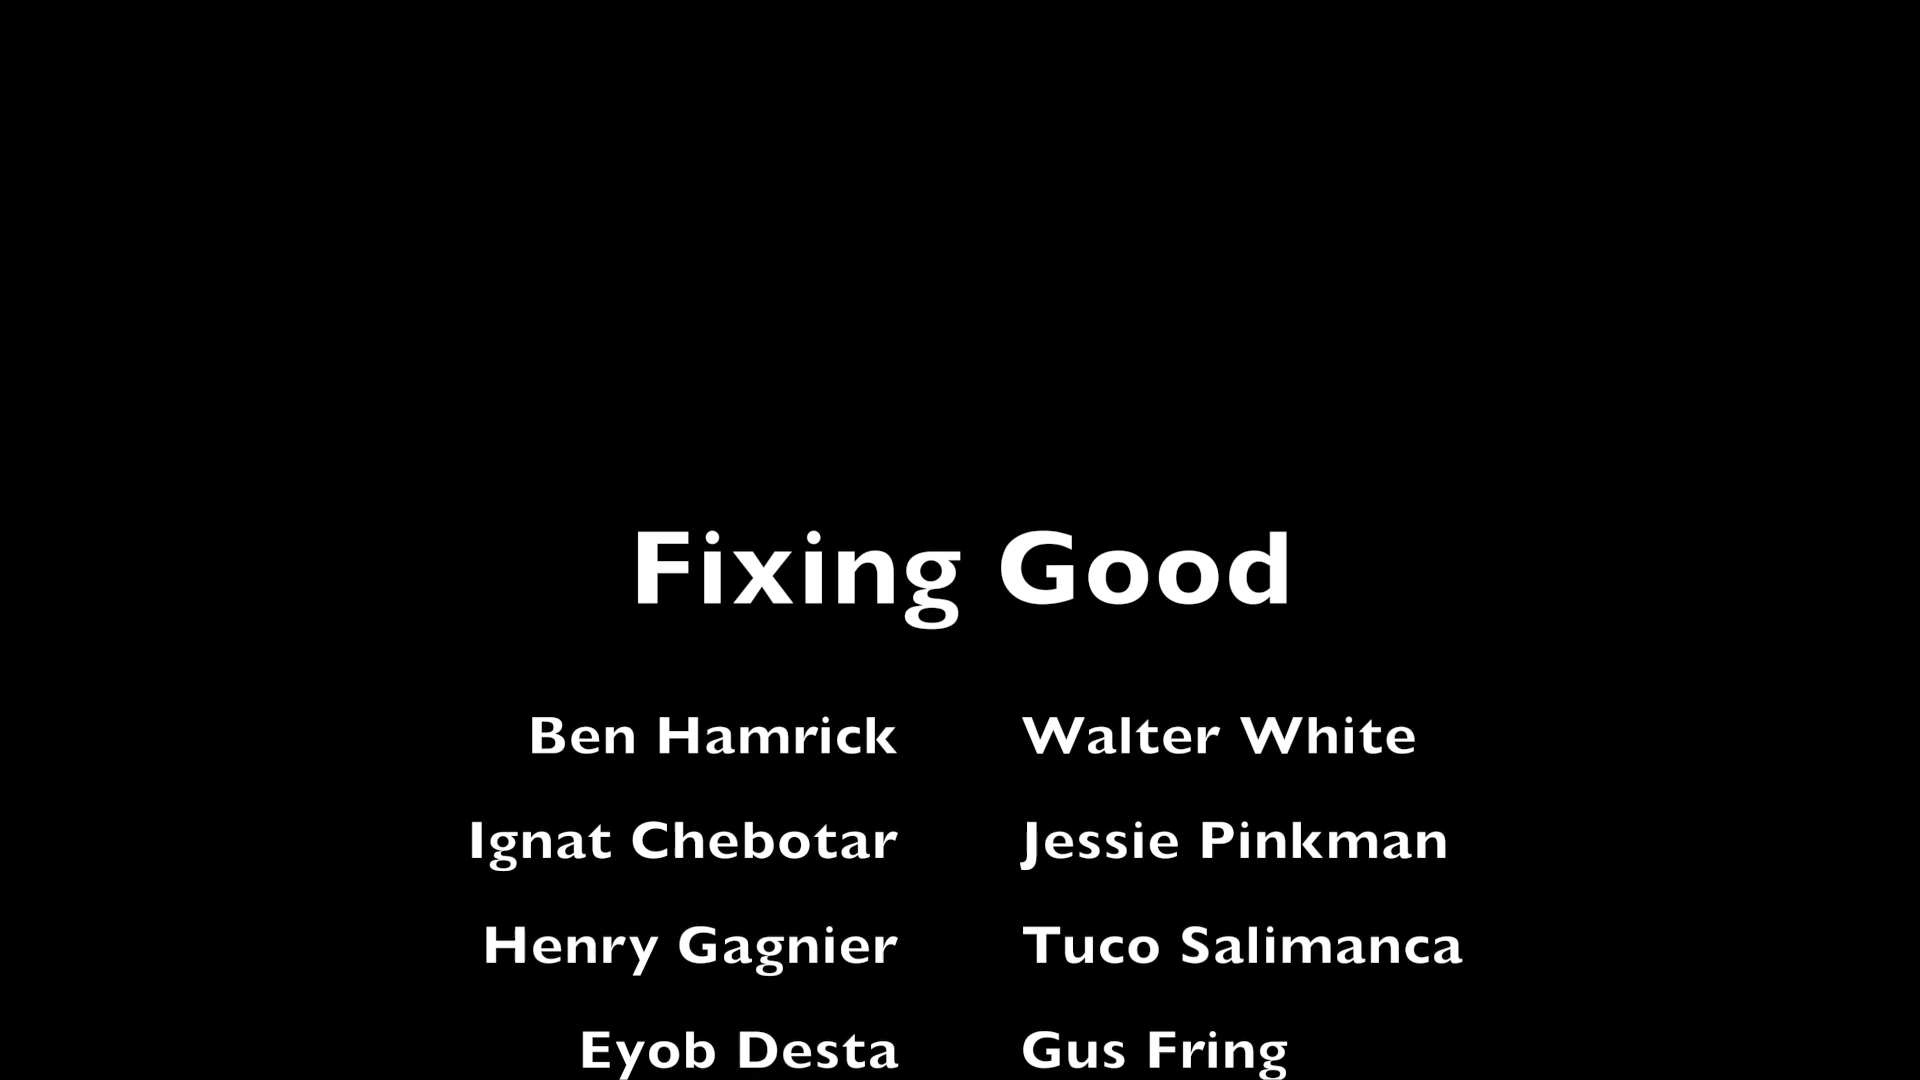 Fixing Good
Ben Hamrick Walter White
Ignat Chebotar Jessie Pinkman
Henry Gagnier Tuco Salimanca
Eyob Desta Gus Fring